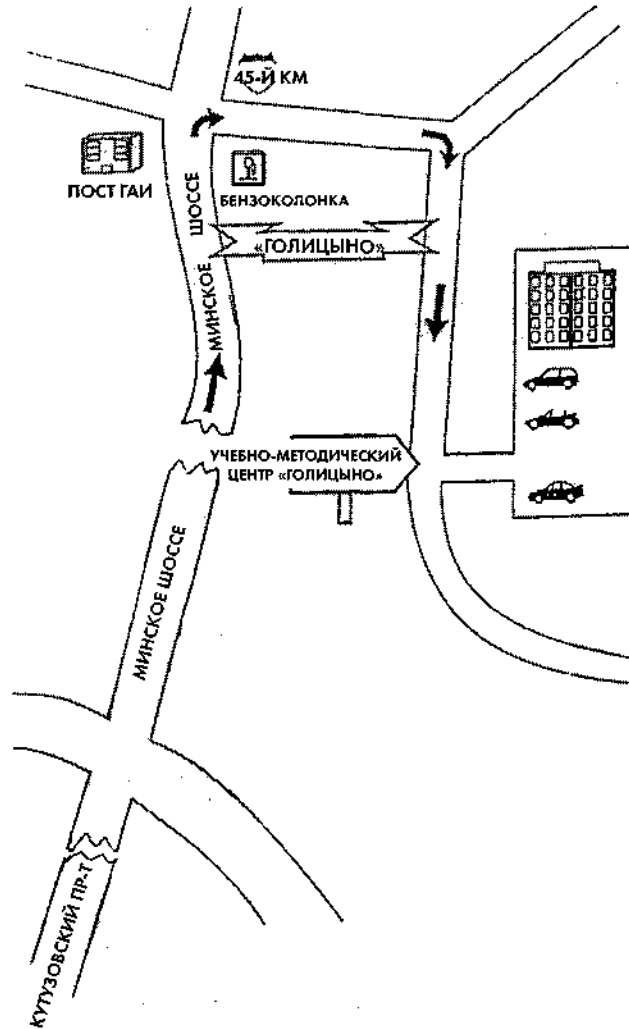 45-Й КМ
ПОСТ ГАИ
БЕНЗОКОЛОНКА
«ГОЛИЦЫНО»
МИНСКОЕ ШОССЕ
УЧЕБНО-МЕТОДИЧЕСКИЙ
ЦЕНТР «ГОЛИЦЫНО»
МИНСКОЕ ШОССЕ
КУТУЗОВСКИЙ ПР-Т